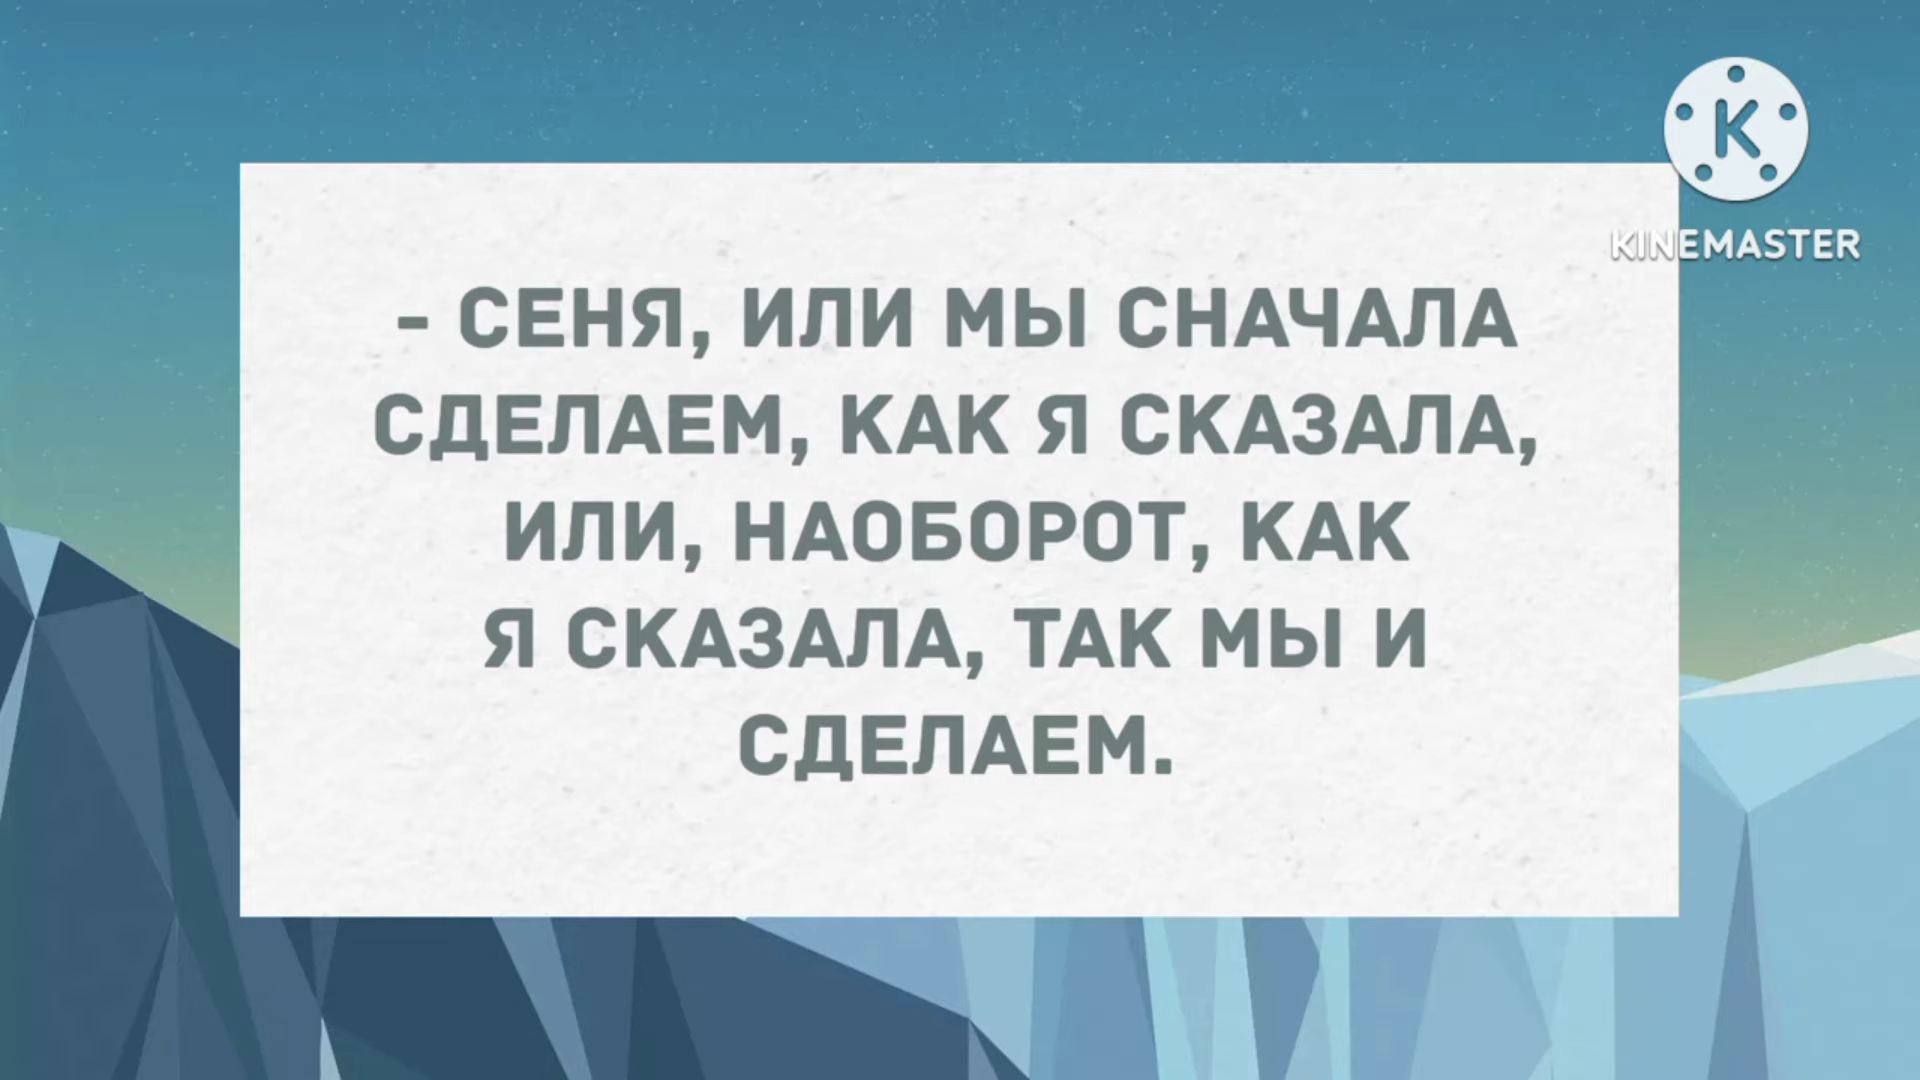 KINEMASTER
- СЕНЯ, ИЛИ МЫ СНАЧАЛА
СДЕЛАЕМ, КАК Я СКАЗАЛА,
ИЛИ, НАОБОРОТ, КАК
Я СКАЗАЛА, ТАК МЫ И
СДЕЛАЕМ.